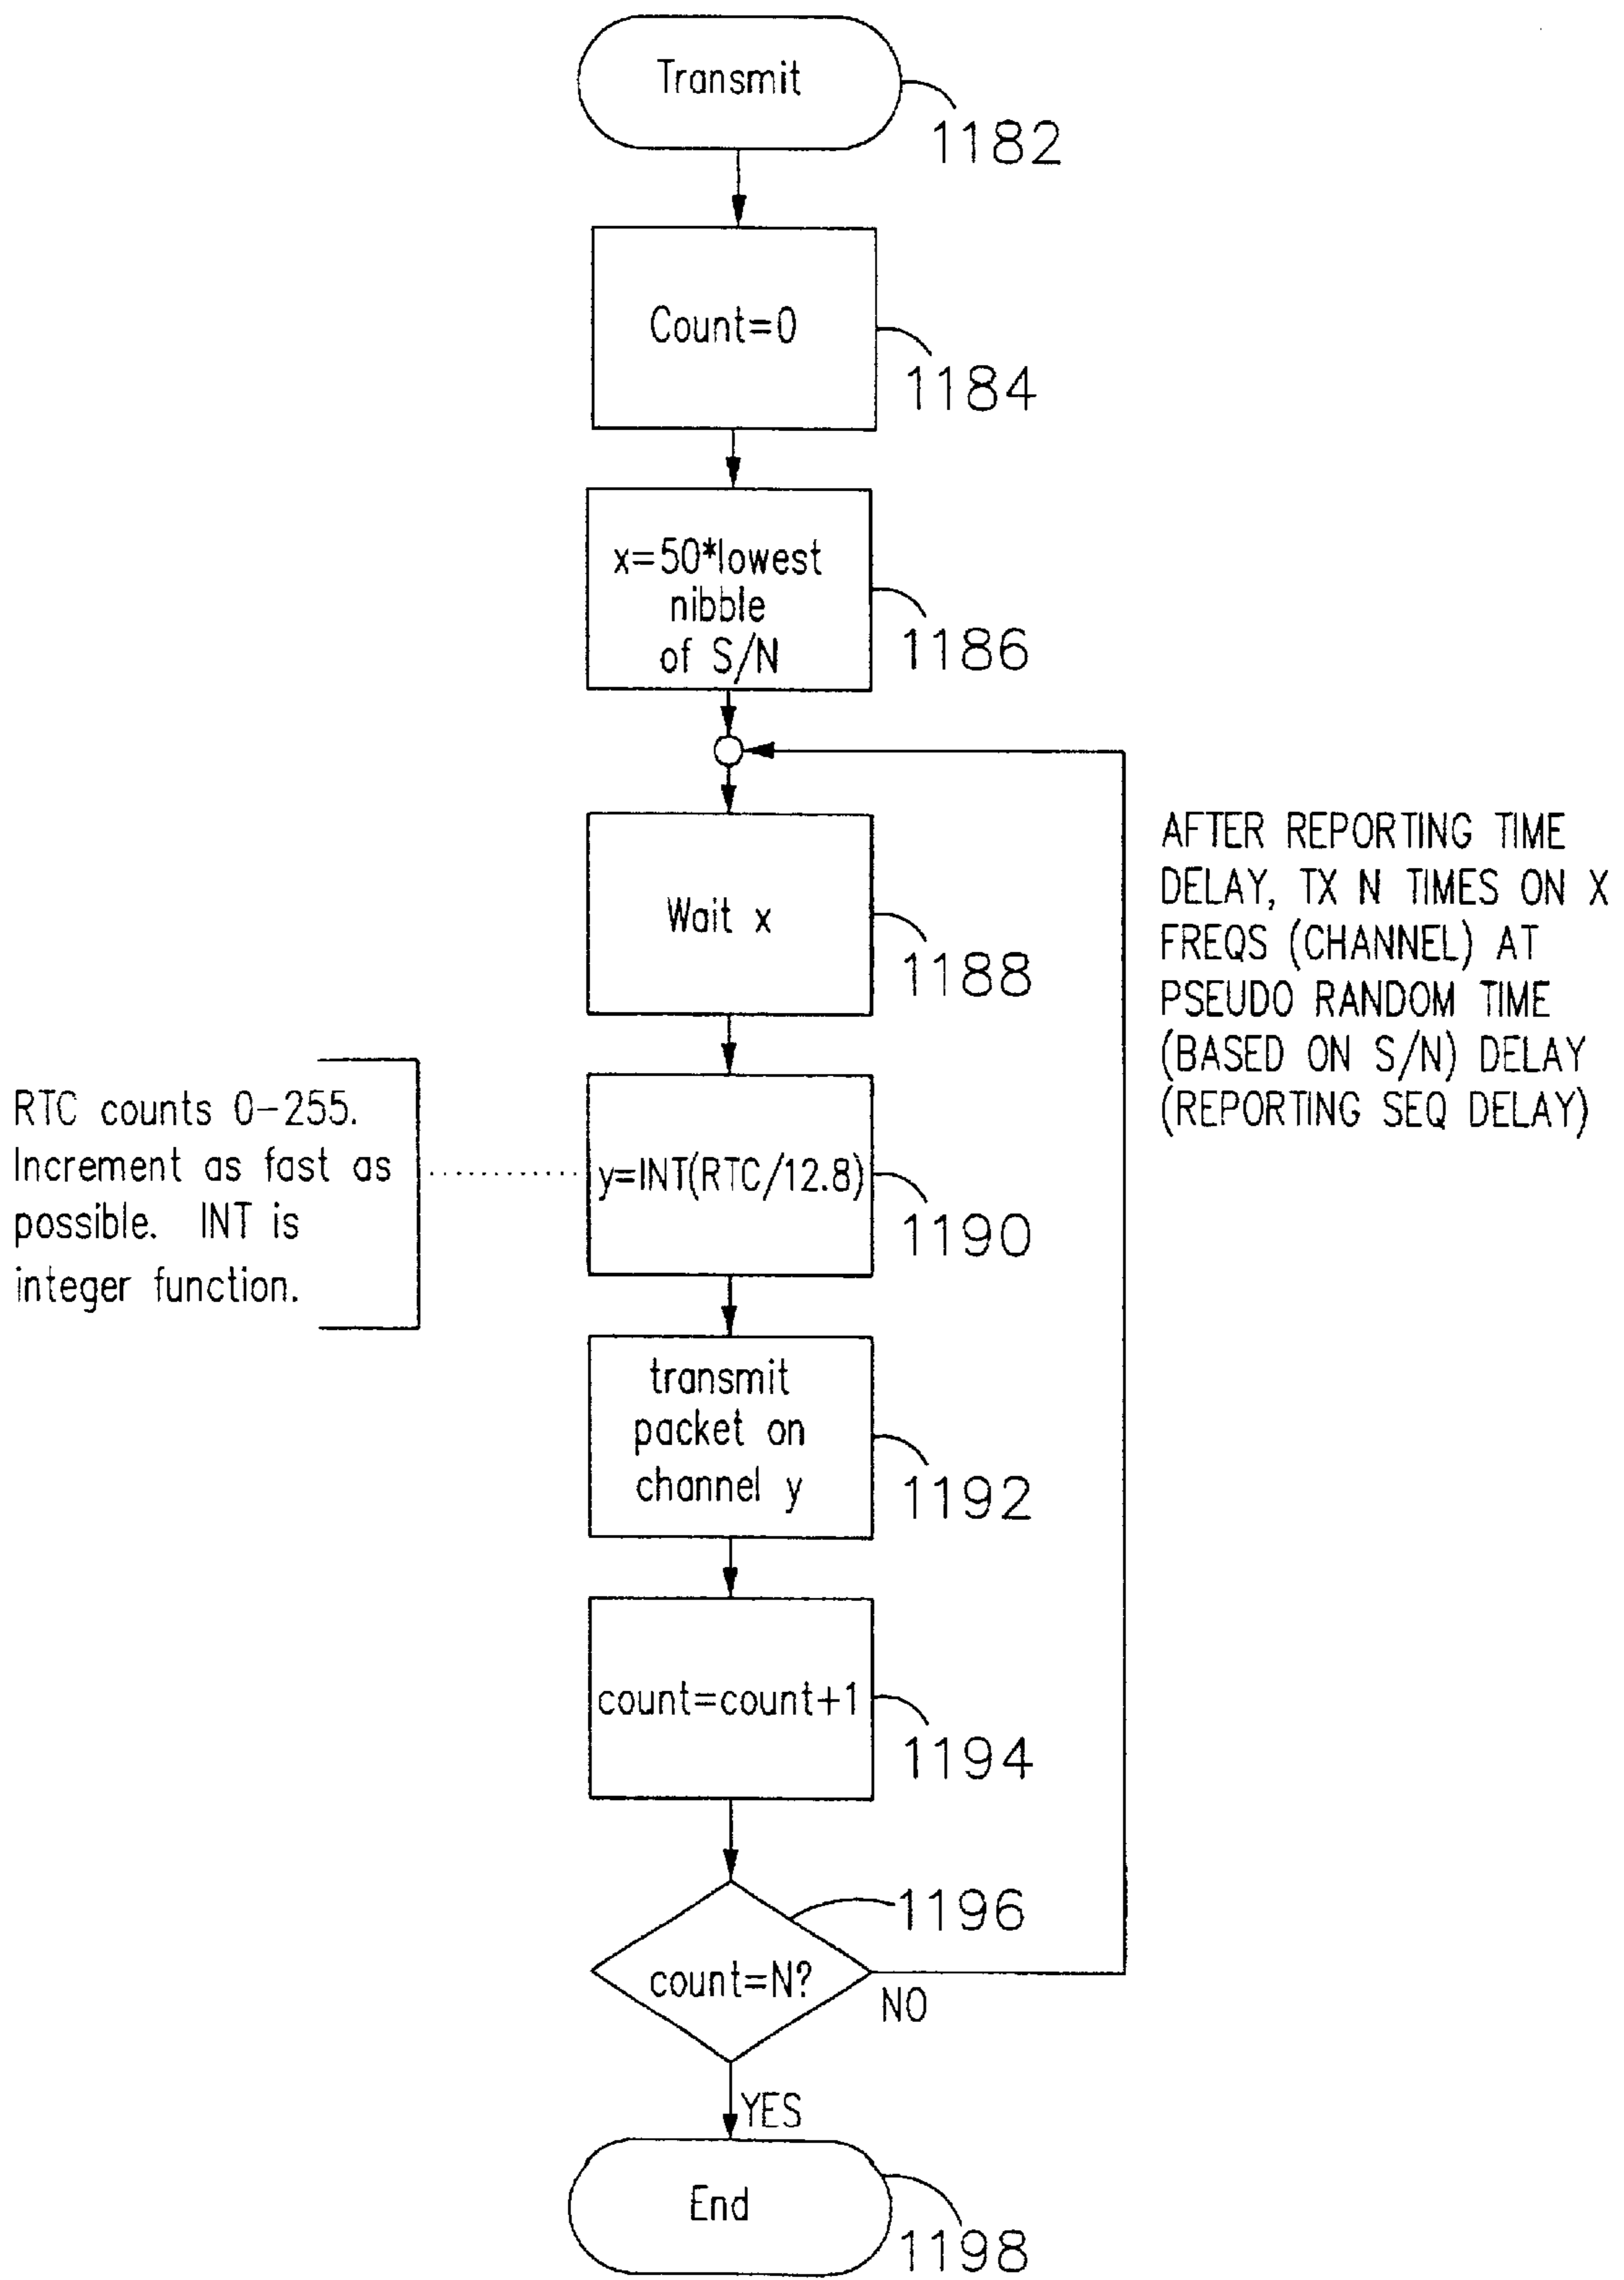 Transmit
1182
Count=0
1184
x=50*lowest
nibble
of S/N
1186
Wait x
1188
AFTER REPORTING TIME
DELAY, TX N TIMES ON X
FREQS (CHANNEL) AT
PSEUDO RANDOM TIME
(BASED ON S/N) DELAY
(REPORTING SEQ DELAY)
RTC counts 0-255.
Increment as fast as
possible. INT is
integer function.
y=INT(RTC/12.8)
1190
transmit
packet on
channel y
1192
count=count+1
1194
1196
count=N?
NO
YES
End
1198